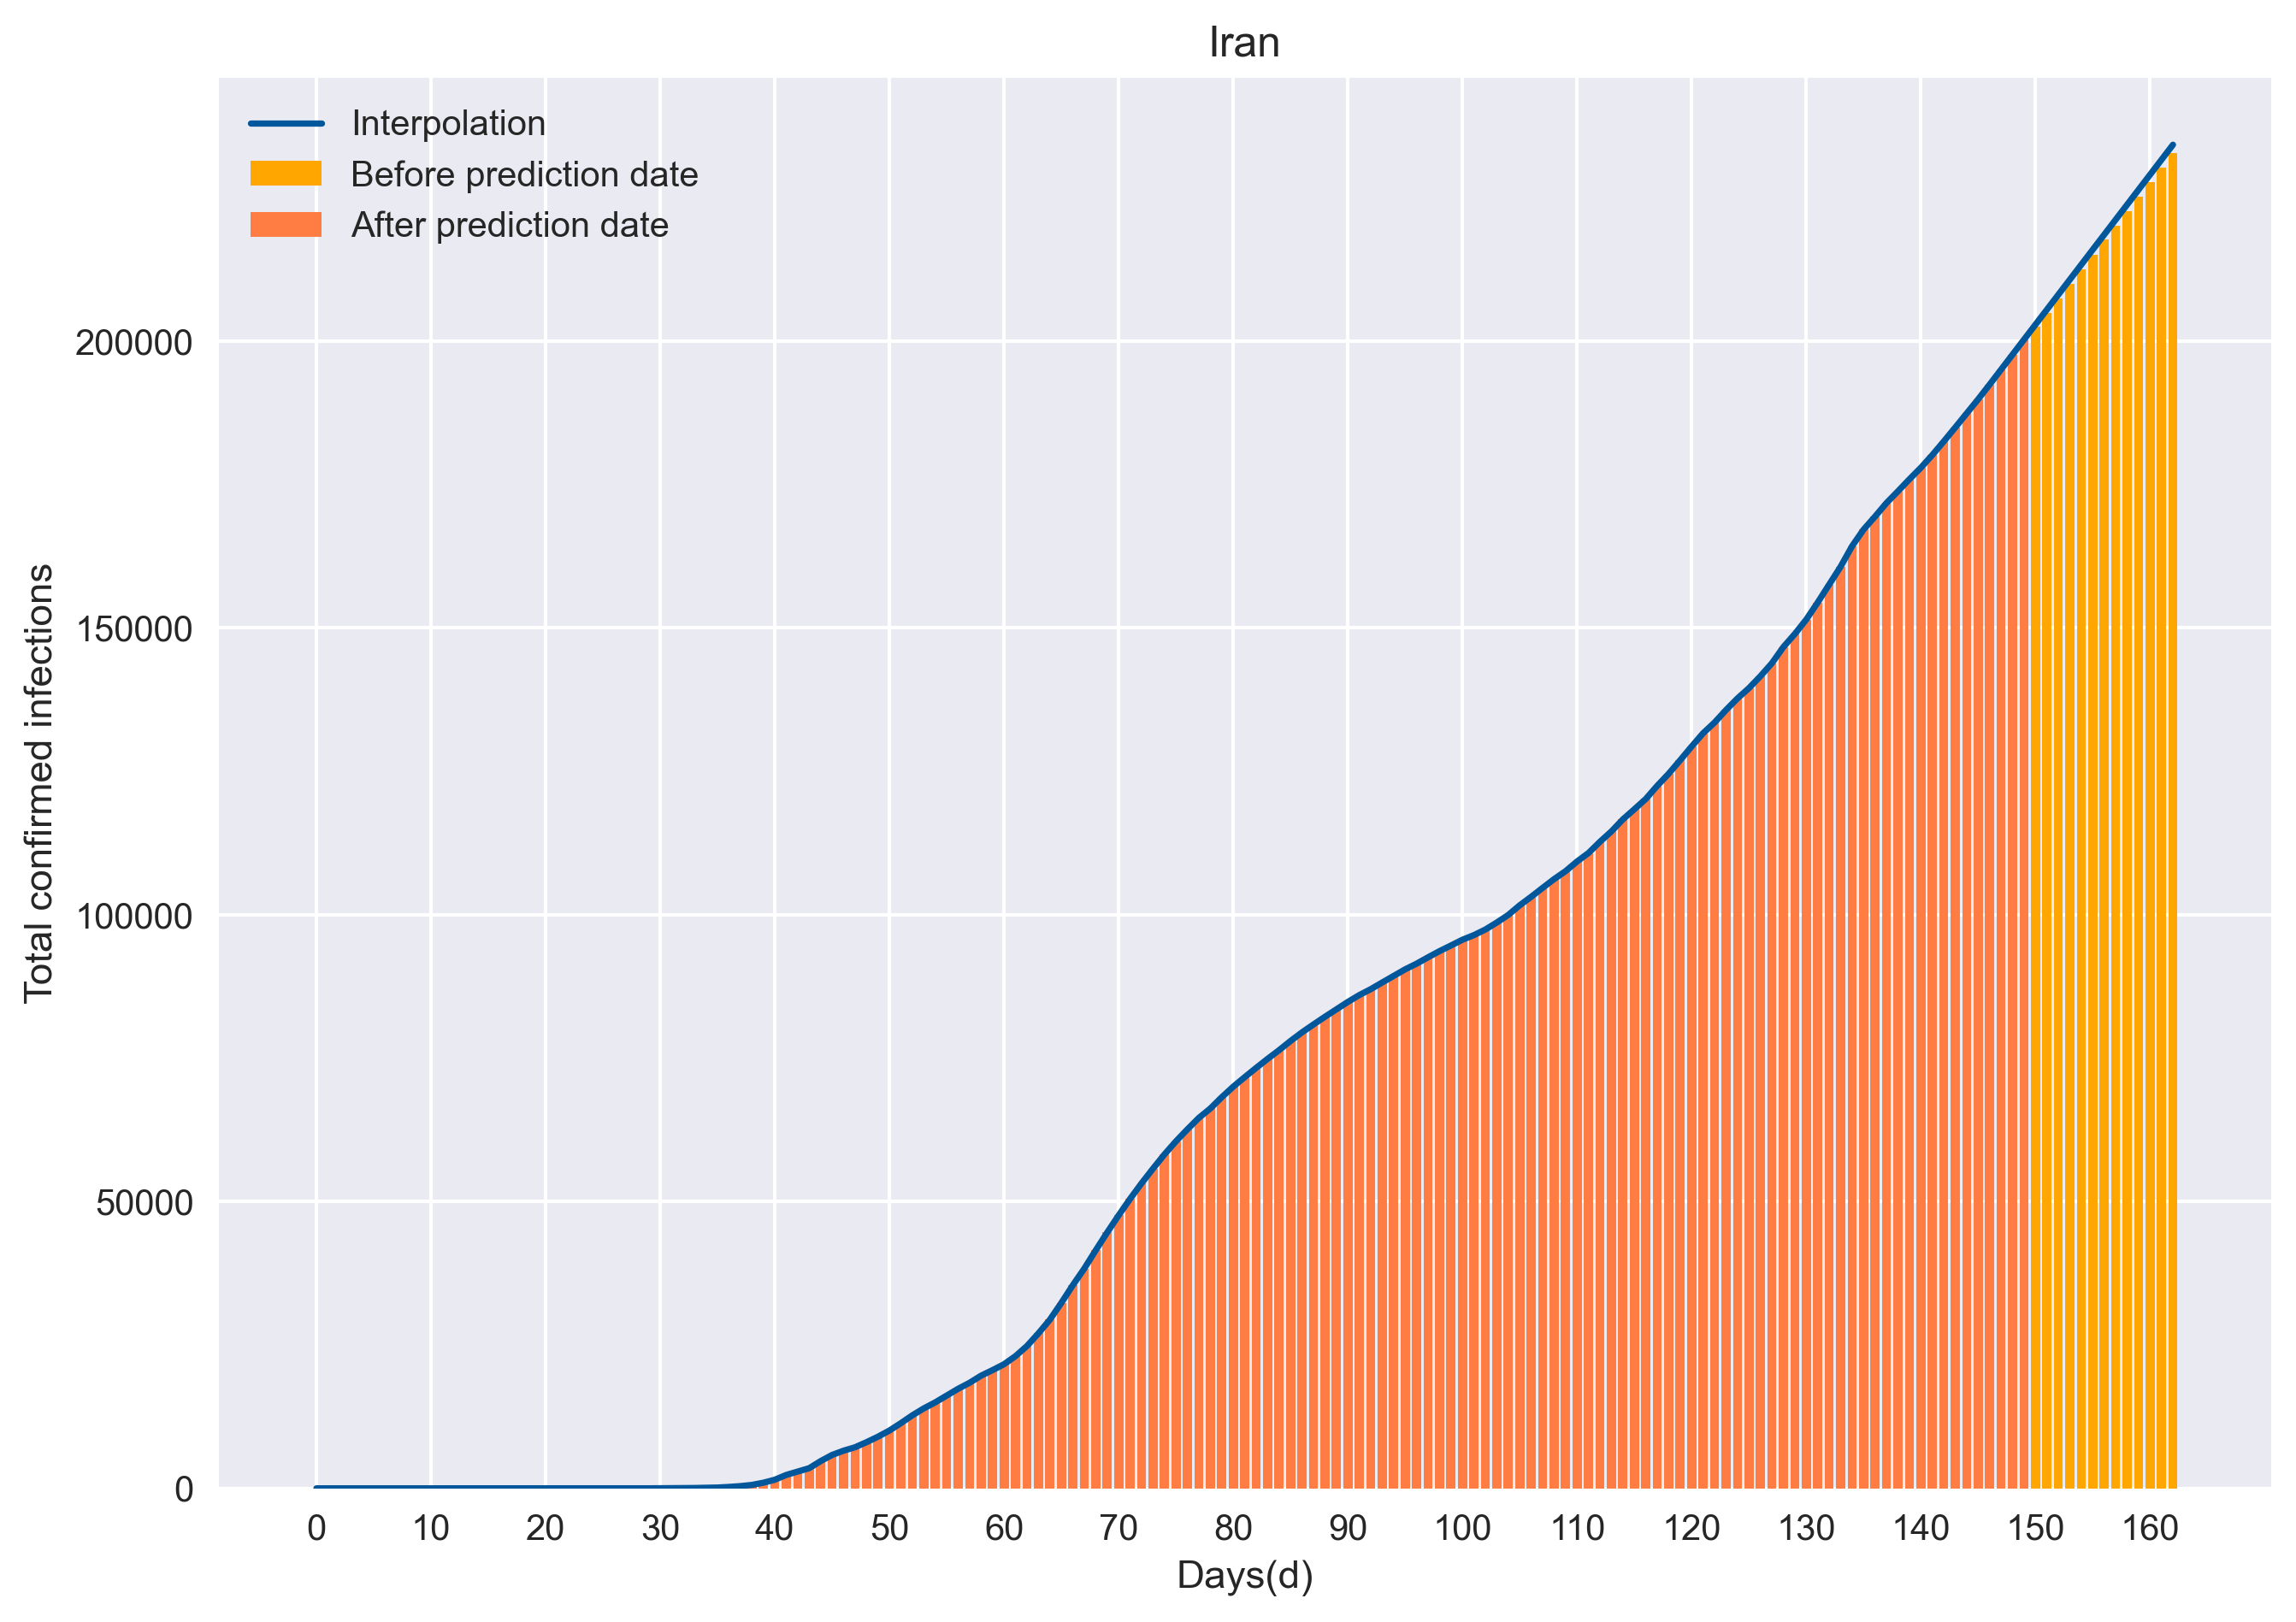 Iran
Interpolation
Before prediction date
After prediction date
Total confirmed infections
200000
150000
100000
50000
0
0 10 20 30 40 50 60 70 80 90 100 110 120 130 140 150 160
Days(d)